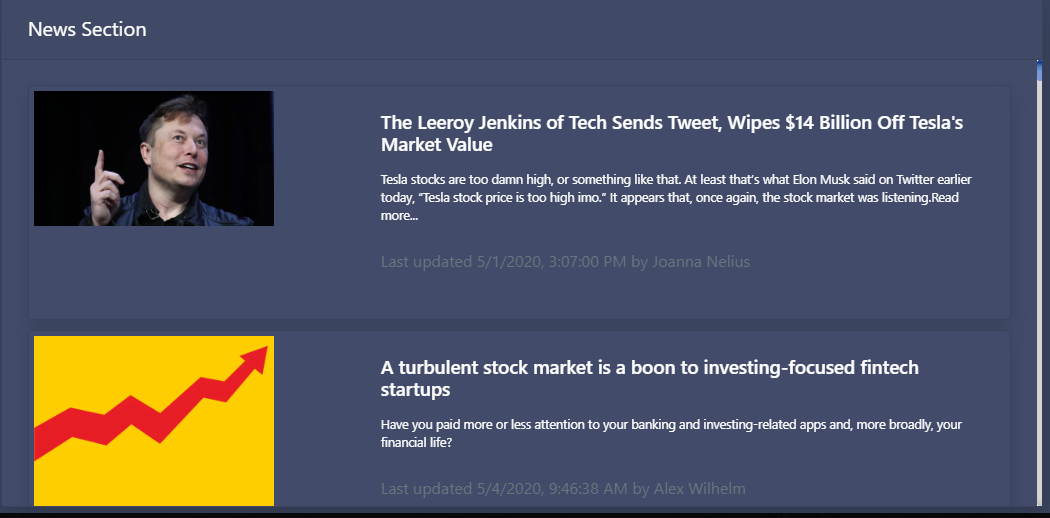 News Section
The Leeroy Jenkins of Tech Sends Tweet, Wipes $14 Billion Off Tesla's
Market Value
Tesla stocks are too damn high, or something like that. At least that’s what Elon Musk said on Twitter earlier
today, “Tesla stock price is too high imo.” It appears that, once again, the stock market was listening.Read
more...
Last updated 5/1/2020, 3:07:00 PM by Joanna Nelius
A turbulent stock market is a boon to investing-focused fintech
startups
Have you paid more or less attention to your banking and investing-related apps and, more broadly, your
financial life?
Last updated 5/4/2020, 9:46:38 AM by Alex Wilhelm